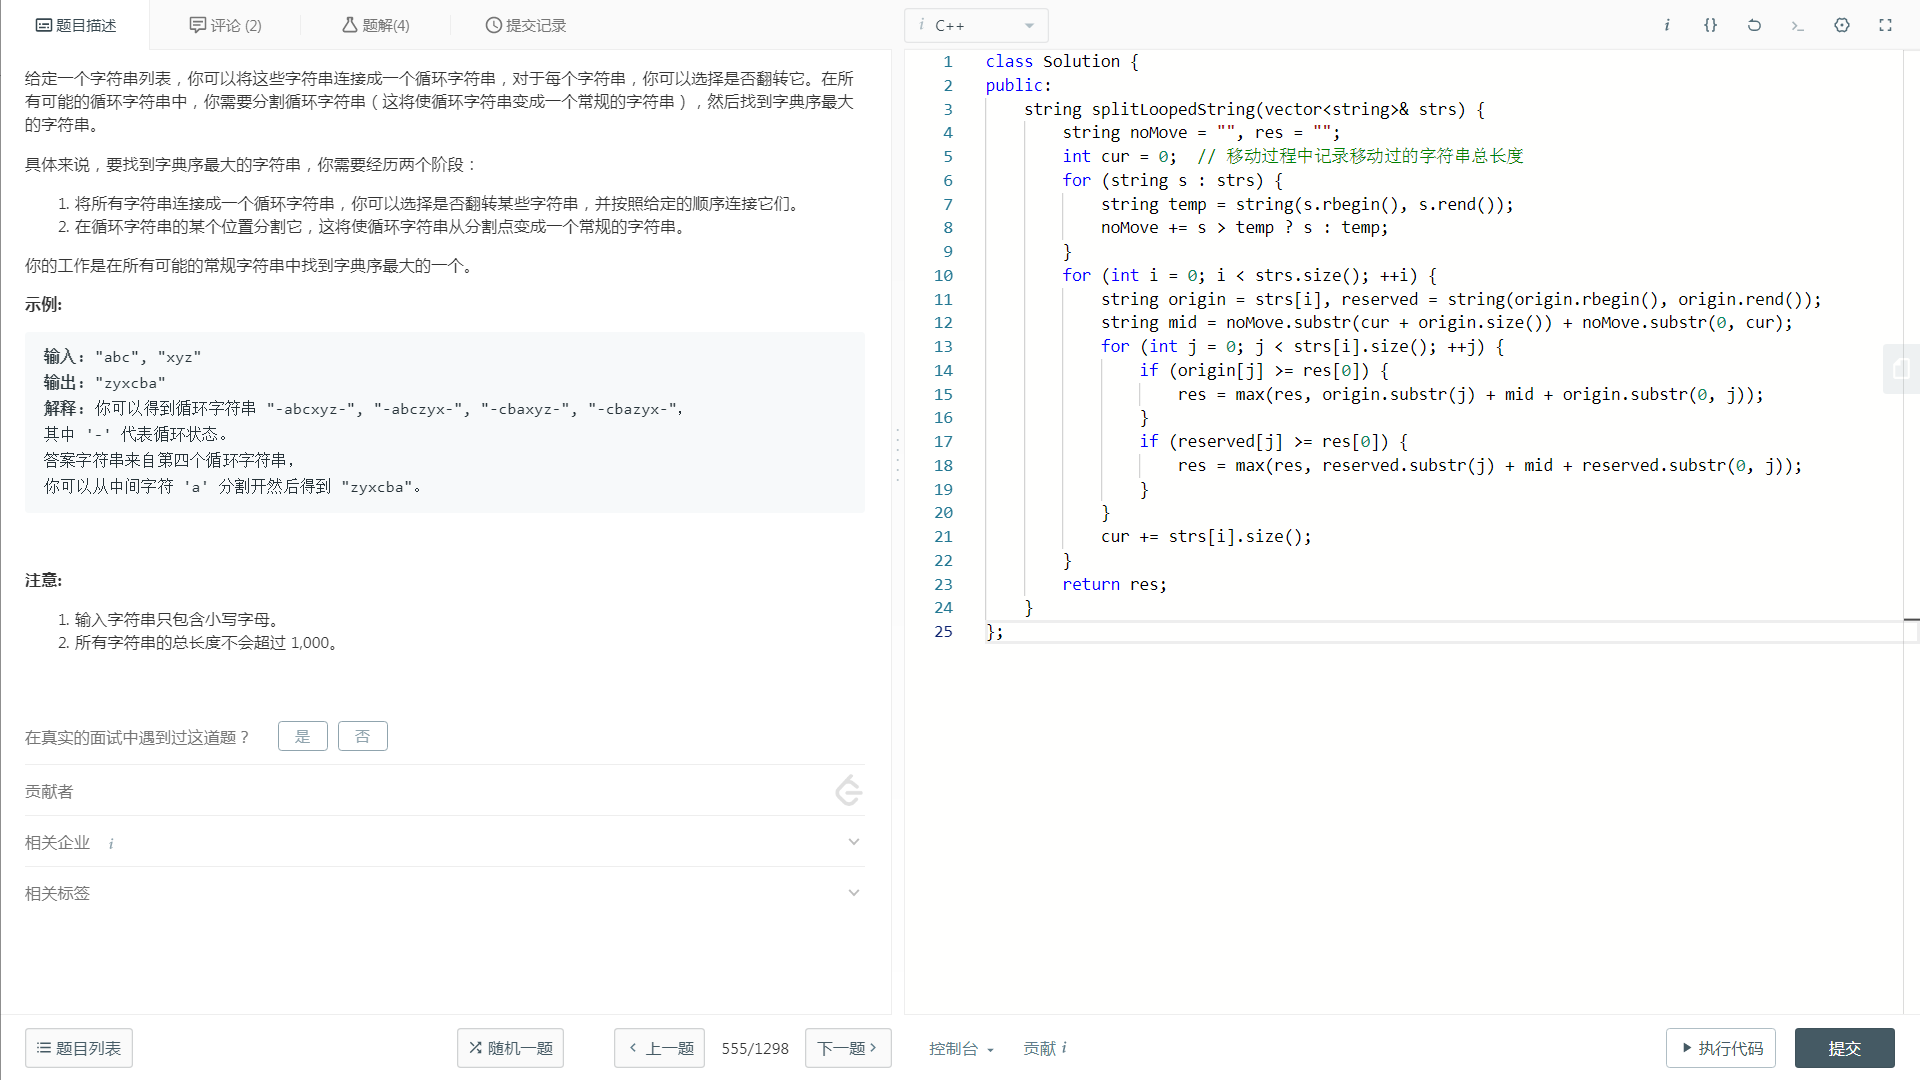 题目描述
评论 (2)
题解(4)
提交记录
给定一个字符串列表，你可以将这些字符串连接成一个循环字符串，对于每个字符串，你可以选择是否翻转它。在所
有可能的循环字符串中，你需要分割循环字符串（这将使循环字符串变成一个常规的字符串），然后找到字典序最大
的字符串。
具体来说，要找到字典序最大的字符串，你需要经历两个阶段：
1. 将所有字符串连接成一个循环字符串，你可以选择是否翻转某些字符串，并按照给定的顺序连接它们。
2. 在循环字符串的某个位置分割它，这将使循环字符串从分割点变成一个常规的字符串。
你的工作是在所有可能的常规字符串中找到字典序最大的一个。
示例:
输入: "abc", "xyz"
输出: "zyxcba"
解释: 你可以得到循环字符串 "-abcxyz-", "-abczyx-", "-cbaxyz-", "-cbazyx-",
其中 '-' 代表循环状态。
答案字符串来自第四个循环字符串,
你可以从中间字符 'a' 分割开然后得到 "zyxcba"。
注意:
1. 输入字符串只包含小写字母。
2. 所有字符串的总长度不会超过 1,000。
在真实的面试中遇到过这道题？ 是 否
贡献者
相关企业 i
相关标签
题目列表
随机一题
上一题
555/1298
下一题
i C++
i {}
1 class Solution {
2 public:
3 string splitLoopedString(vector<string>& strs) {
4 string noMove = "", res = "";
5 int cur = 0; // 移动过程中记录移动过的字符串总长度
6 for (string s : strs) {
7 string temp = string(s.rbegin(), s.rend());
8 noMove += s > temp ? s : temp;
9 }
10 for (int i = 0; i < strs.size(); ++i) {
11 string origin = strs[i], reserved = string(origin.rbegin(), origin.rend());
12 string mid = noMove.substr(cur + origin.size()) + noMove.substr(0, cur);
13 for (int j = 0; j < strs[i].size(); ++j) {
14 if (origin[j] >= res[0]) {
15 res = max(res, origin.substr(j) + mid + origin.substr(0, j));
16 }
17 if (reserved[j] >= res[0]) {
18 res = max(res, reserved.substr(j) + mid + reserved.substr(0, j));
19 }
20 }
21 cur += strs[i].size();
22 }
23 return res;
24 }
25 };
控制台
贡献 i
执行代码
提交